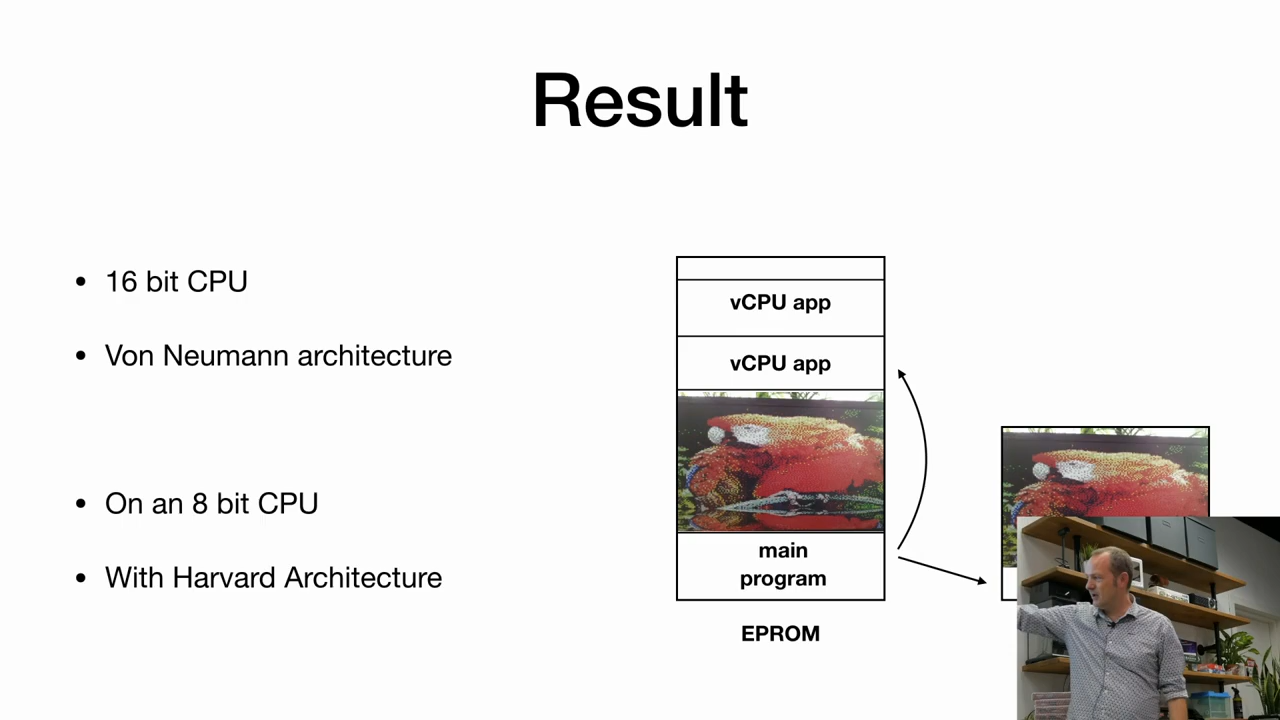 Result
• 16 bit CPU
• Von Neumann architecture
• On an 8 bit CPU
• With Harvard Architecture
vCPU app
vCPU app
main
program
EPROM